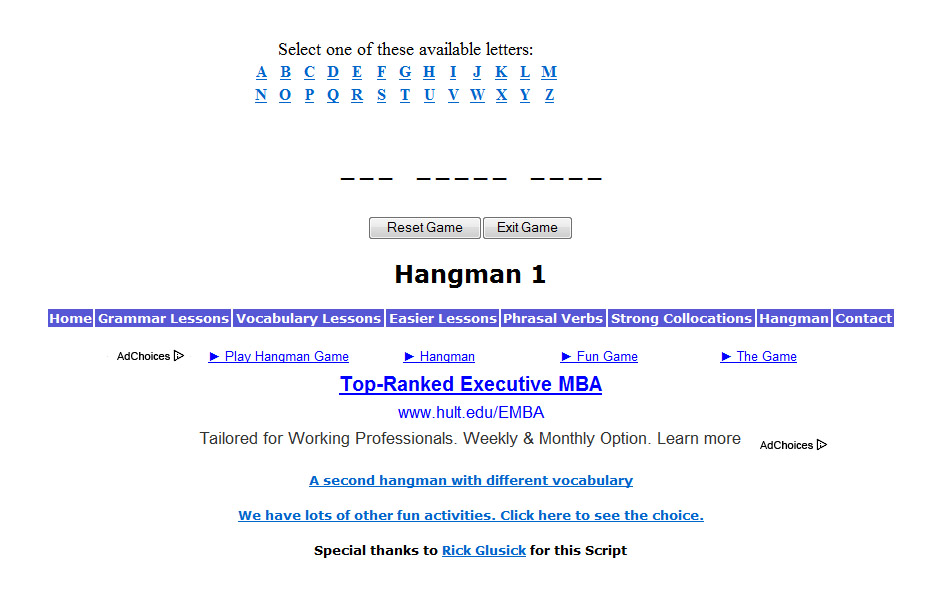 Select one of these available letters:
A B C D E F G H I J K L M
N O P Q R S T U V W X Y Z
_ _ _   _ _ _ _ _   _ _ _ _
Reset Game Exit Game
Hangman 1
Home Grammar Lessons Vocabulary Lessons Easier Lessons Phrasal Verbs Strong Collocations Hangman Contact
AdChoices ► Play Hangman Game ► Hangman ► Fun Game ► The Game
Top-Ranked Executive MBA
www.hult.edu/EMBA
Tailored for Working Professionals. Weekly & Monthly Option. Learn more
AdChoices
A second hangman with different vocabulary
We have lots of other fun activities. Click here to see the choice.
Special thanks to Rick Glusick for this Script